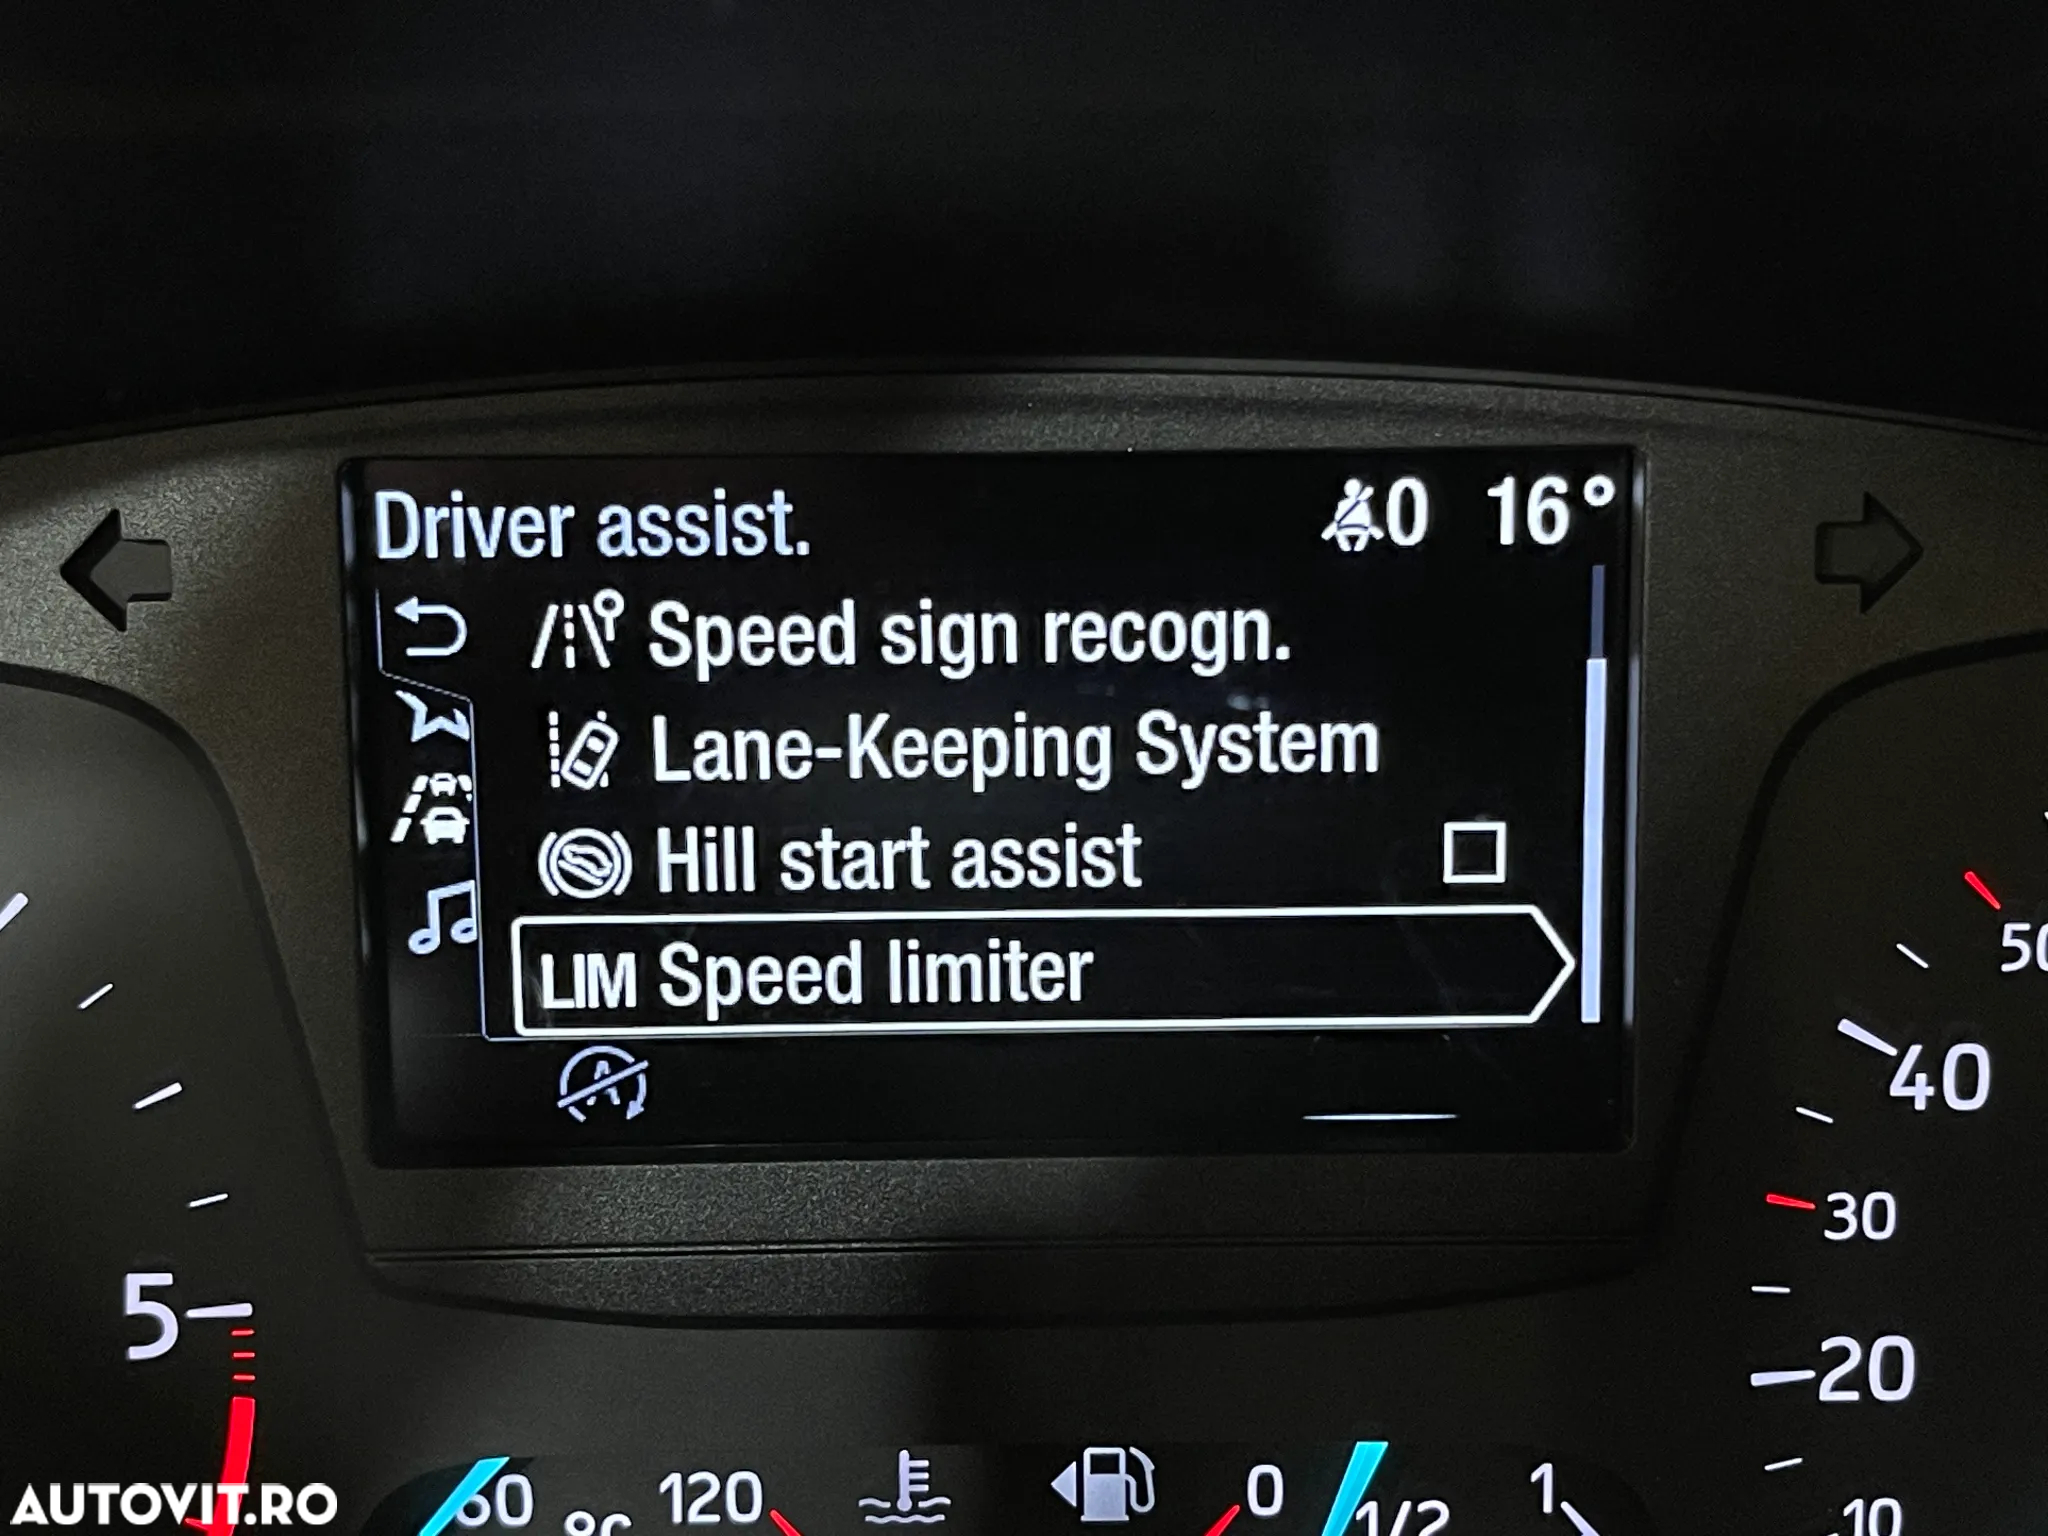 Driver assist.
0 16°
Speed sign recogn.
Lane-Keeping System
Hill start assist
LIM Speed limiter
50
40
30
20
10
5
60 °C 120
0 1/2 1
AUTOVIT.RO